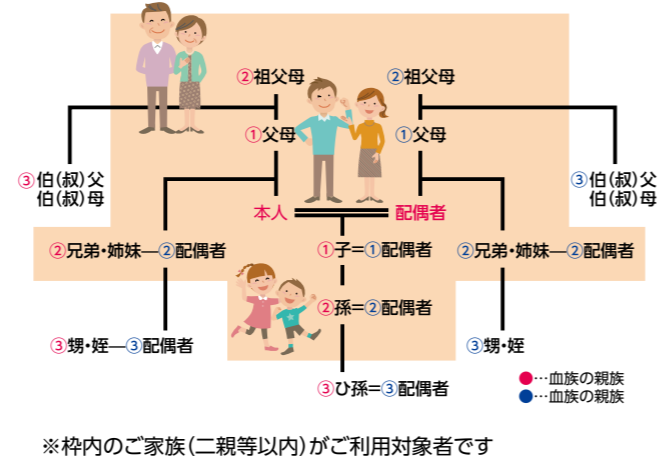 ②祖父母
②祖父母
①父母
①父母
③伯(叔)父
伯(叔)母
③伯(叔)父
伯(叔)母
本人
配偶者
②兄弟・姉妹―②配偶者
①子=①配偶者
②兄弟・姉妹―②配偶者
②孫=②配偶者
③甥・姪―③配偶者
③甥・姪
③ひ孫=③配偶者
●…血族の親族
●…血族の親族
※枠内のご家族(二親等以内)がご利用対象者です